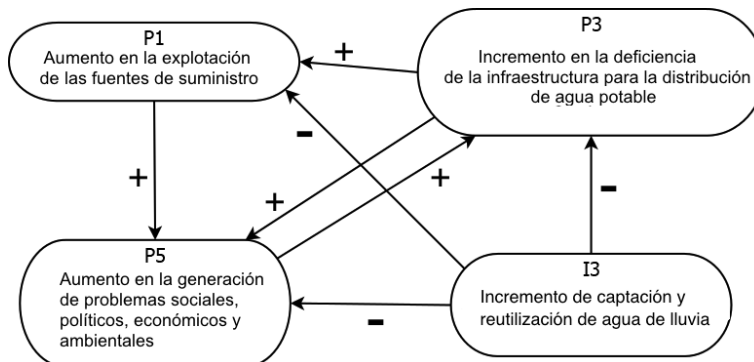 P1
Aumento en la explotación
de las fuentes de suministro
+
P3
Incremento en la deficiencia
de la infraestructura para la distribución
de agua potable
-
+
+
+
-
P5
Aumento en la generación
de problemas sociales,
políticos, económicos y
ambientales
-
I3
Incremento de captación y
reutilización de agua de lluvia